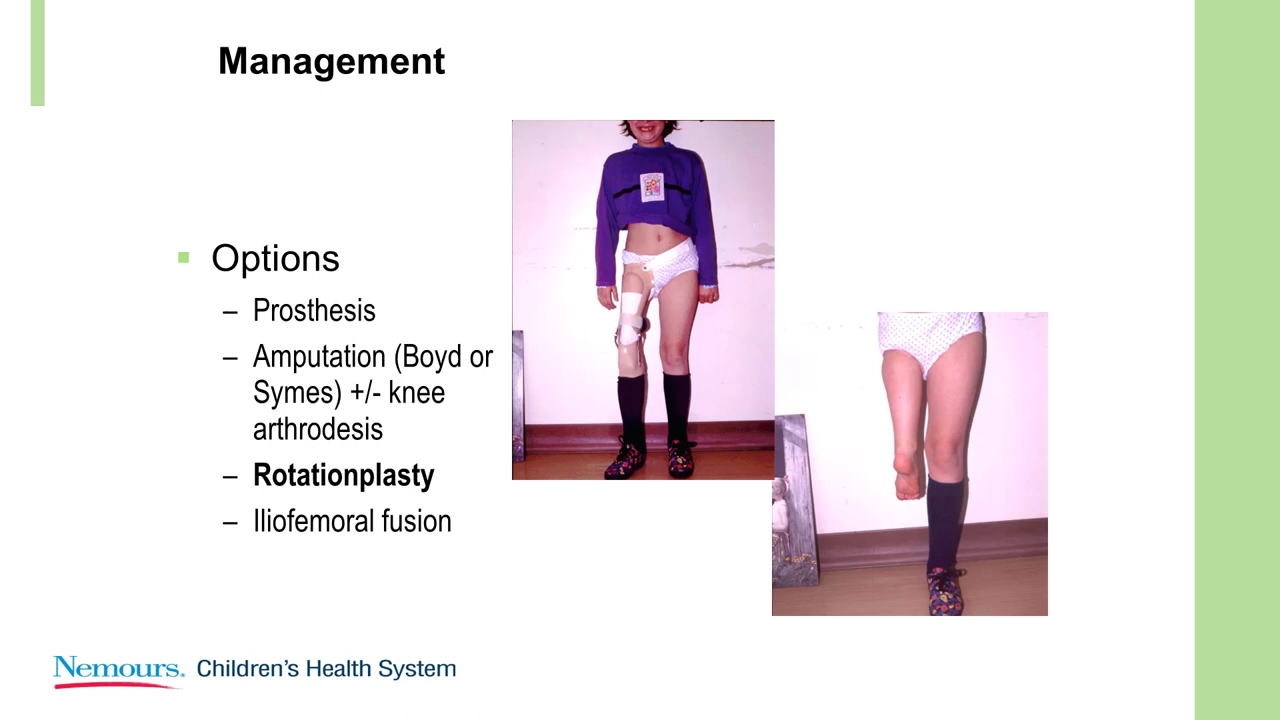 Management
Options
– Prosthesis
– Amputation (Boyd or
Symes) +/- knee
arthrodesis
– Rotationplasty
– Iliofemoral fusion
Nemours. Children's Health System